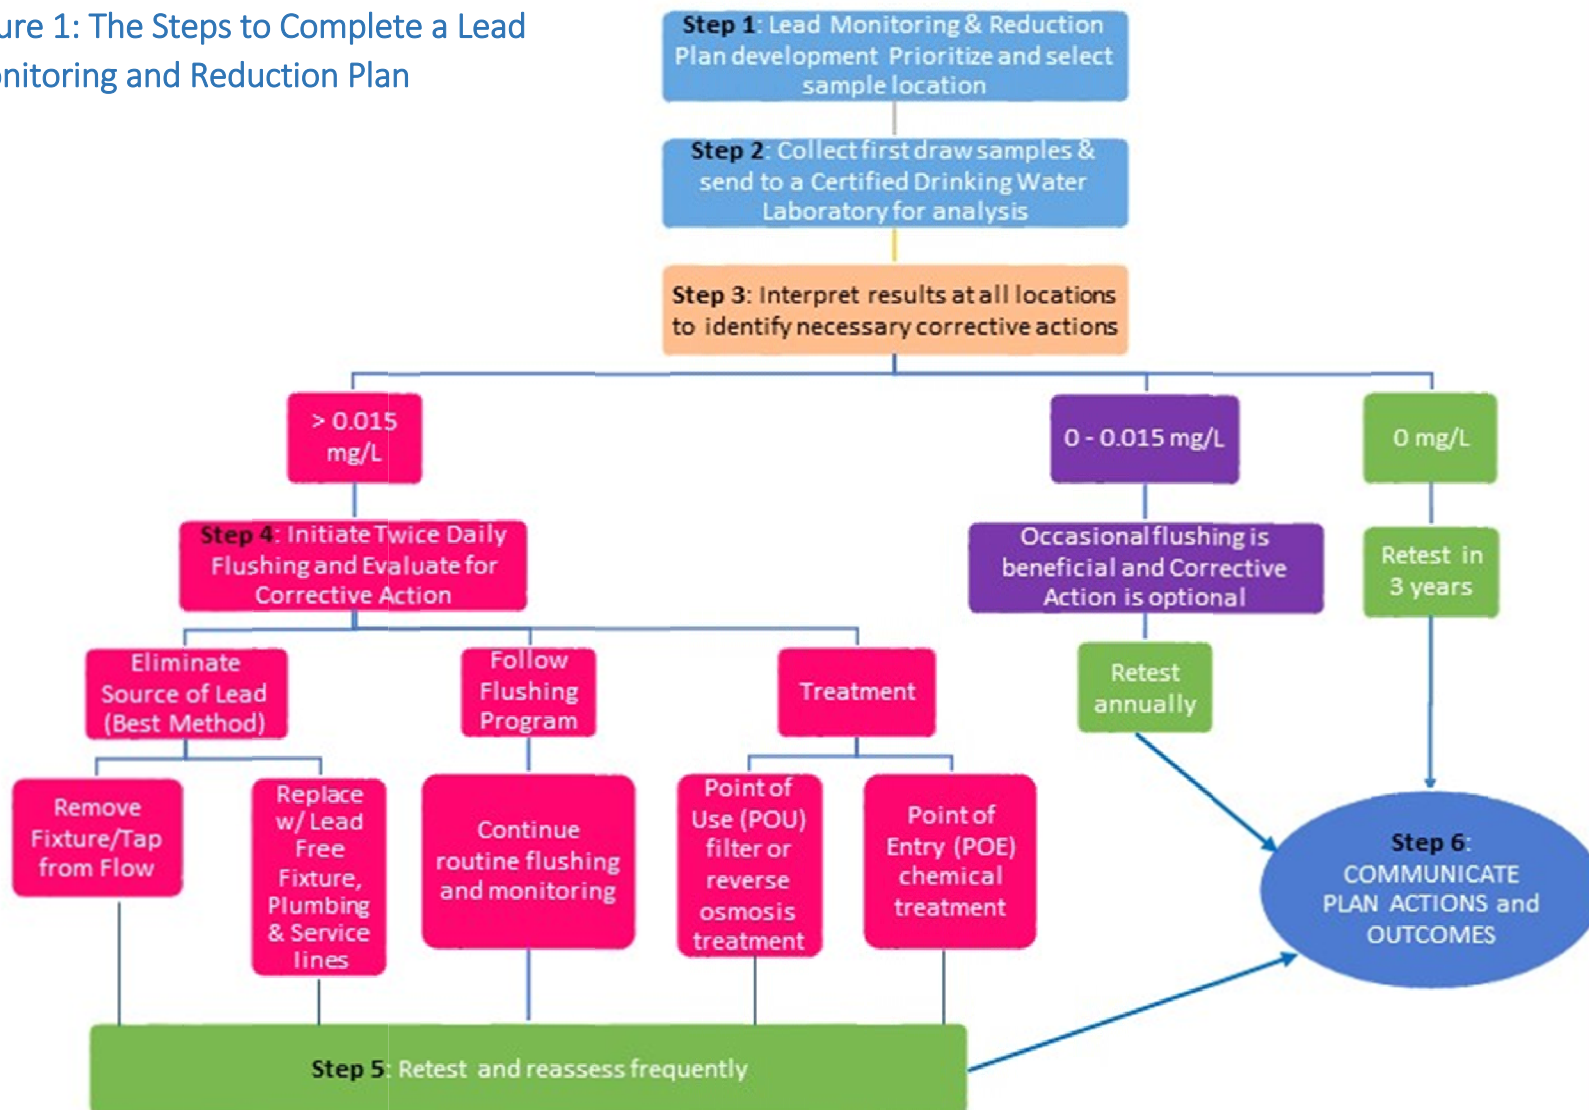 ure 1: The Steps to Complete a Lead
nitoring and Reduction Plan
Step 1: Lead Monitoring & Reduction
Plan development Prioritize and select
sample location
Step 2: Collect first draw samples &
send to a Certified Drinking Water
Laboratory for analysis
Step 3: Interpret results at all locations
to identify necessary corrective actions
> 0.015
mg/L
0 - 0.015 mg/L
0 mg/L
Step 4: Initiate Twice Daily
Flushing and Evaluate for
Corrective Action
Occasional flushing is
beneficial and Corrective
Action is optional
Retest in
3 years
Eliminate
Source of Lead
(Best Method)
Follow
Flushing
Program
Treatment
Retest
annually
Remove
Fixture/Tap
from Flow
Replace
w/ Lead
Free
Fixture,
Plumbing
& Service
lines
Continue
routine flushing
and monitoring
Point of
Use (POU)
filter or
reverse
osmosis
treatment
Point of
Entry (POE)
chemical
treatment
Step 6:
COMMUNICATE
PLAN ACTIONS and
OUTCOMES
Step 5: Retest and reassess frequently